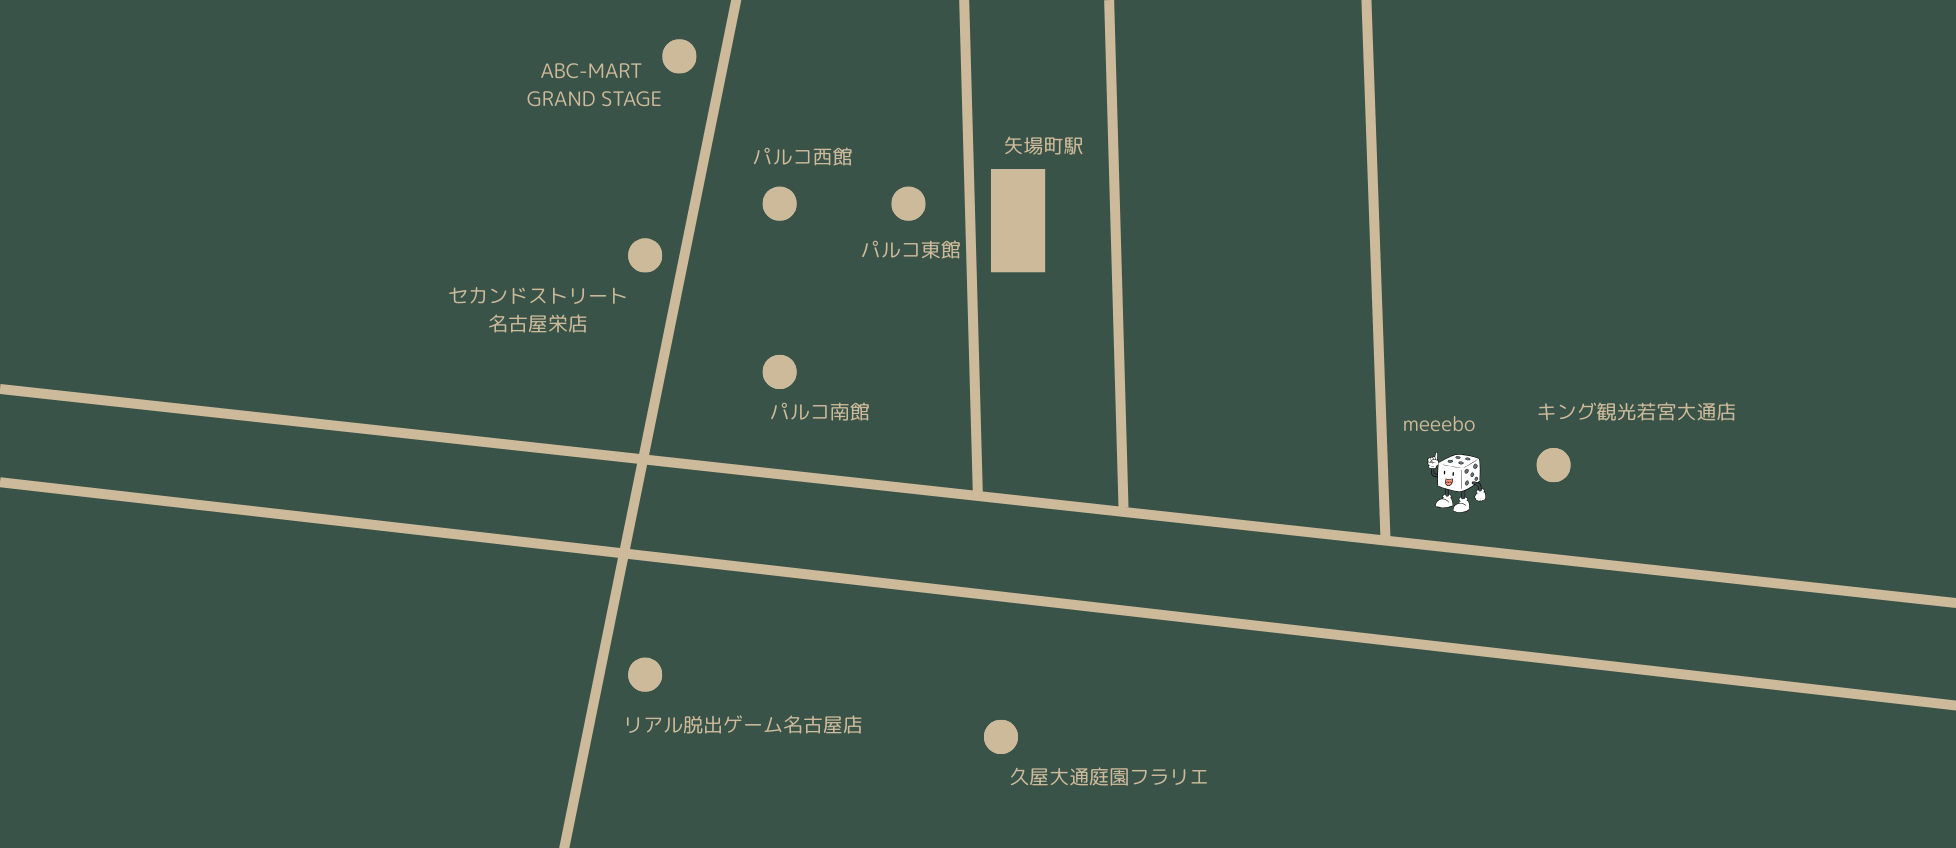 ABC-MART
GRAND STAGE
矢場町駅
パルコ西館
パルコ東館
セカンドストリート
名古屋栄店
パルコ南館
meeebo
キング観光若宮大通店
リアル脱出ゲーム名古屋店
久屋大通庭園フラリエ